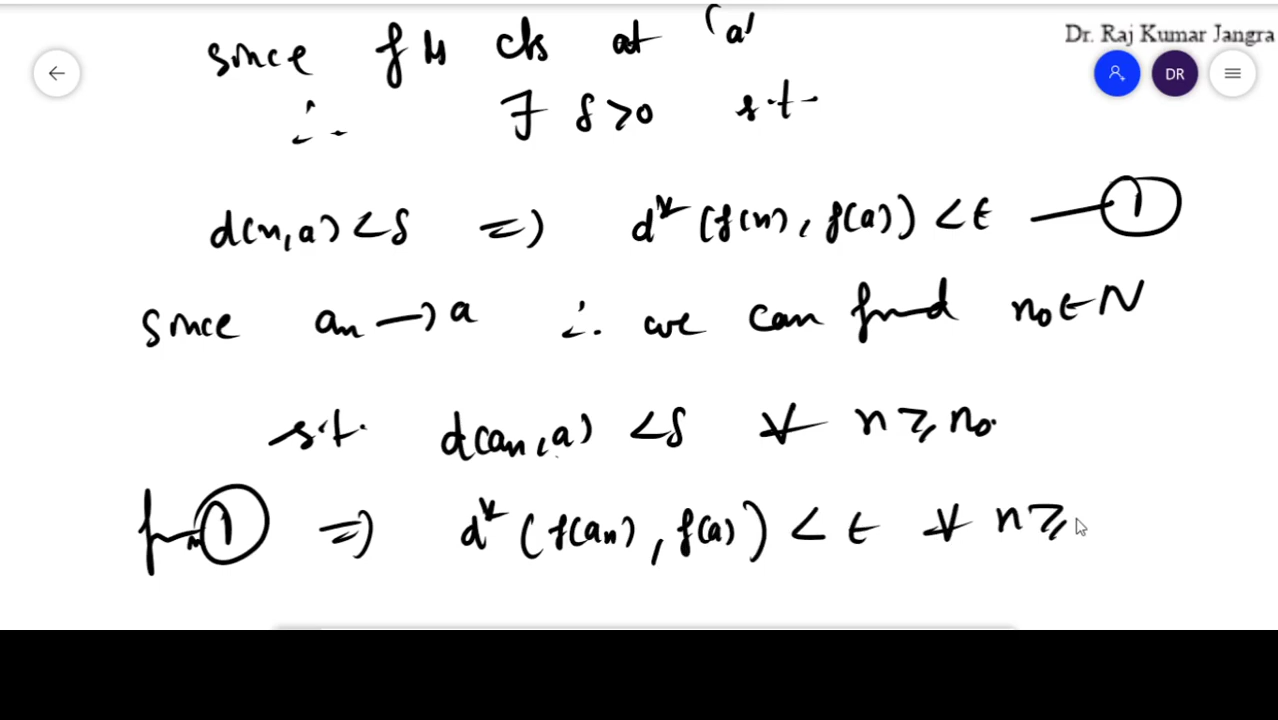 since f is cts at 'a'
Dr. Raj Kumar Jangra
DR
∴ ∃ δ>0 s.t.
d(x,a)<δ => d*(f(x), f(a))<ε — ①
Since an → a ∴ we can find n₀∈N
s.t. d(an,a) <δ ∀ n≥n₀.
from ① => d*(f(an), f(a)) < ε ∀ n≥